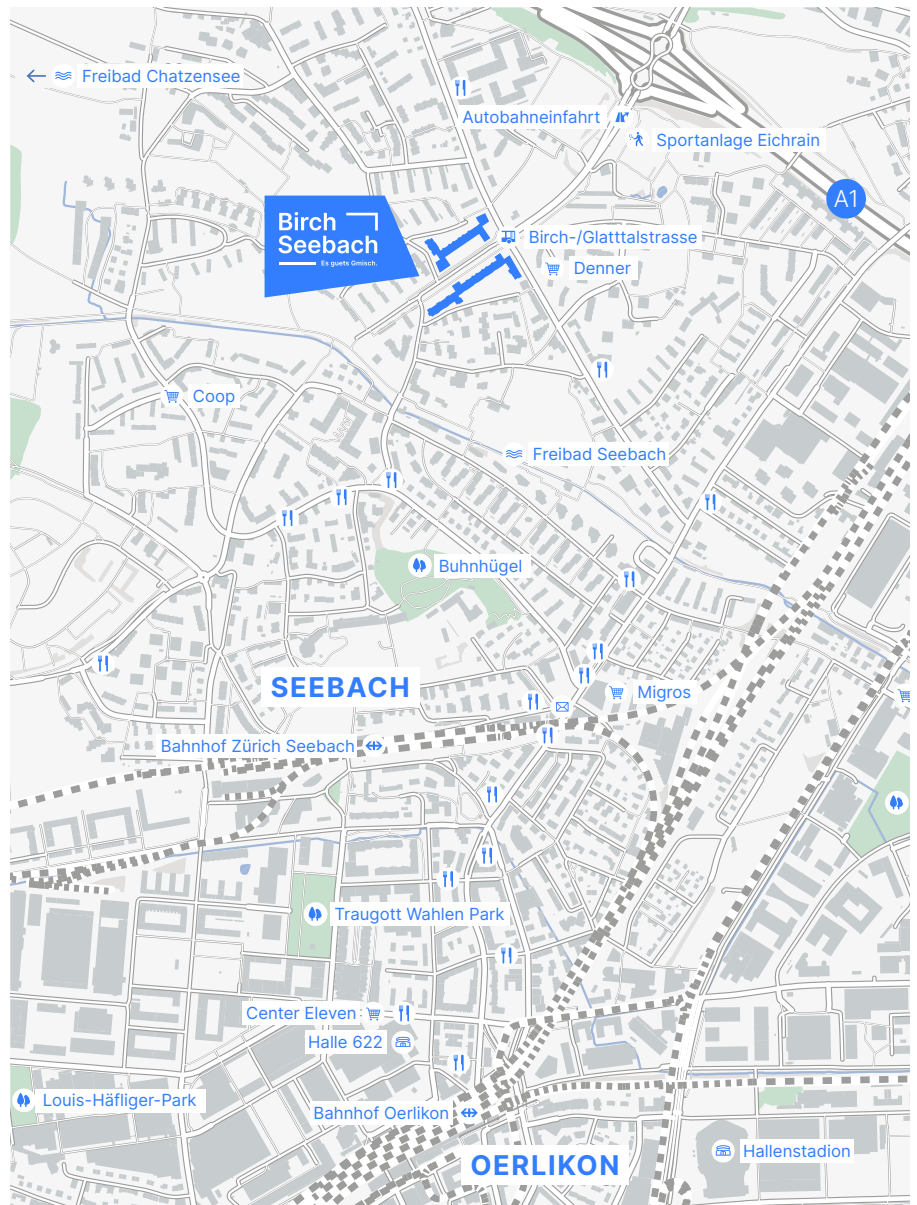 Freibad Chatzensee
Autobahneinfahrt
Sportanlage Eichrain
A1
Birch
Seebach
Es guets Gmisch.
Birch-/Glatttalstrasse
Denner
Coop
Freibad Seebach
Buhnhügel
SEEBACH
Migros
Bahnhof Zürich Seebach
Traugott Wahlen Park
Center Eleven
Halle 622
Louis-Häfliger-Park
Bahnhof Oerlikon
Hallenstadion
OERLIKON